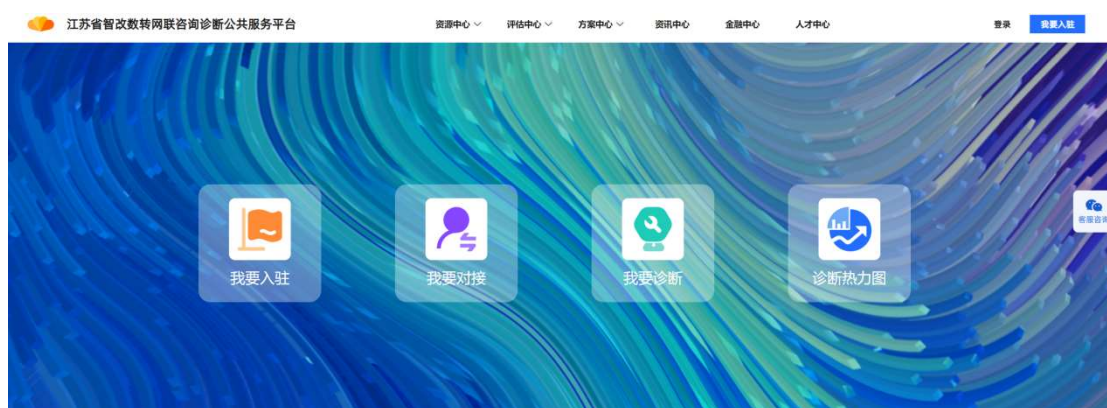 江苏省智改数转网联咨询诊断公共服务平台 资源中心 评估中心 方案中心 资讯中心 金融中心 人才中心 登录 我要入驻
客服咨询
我要入驻 我要对接 我要诊断 诊断热力图